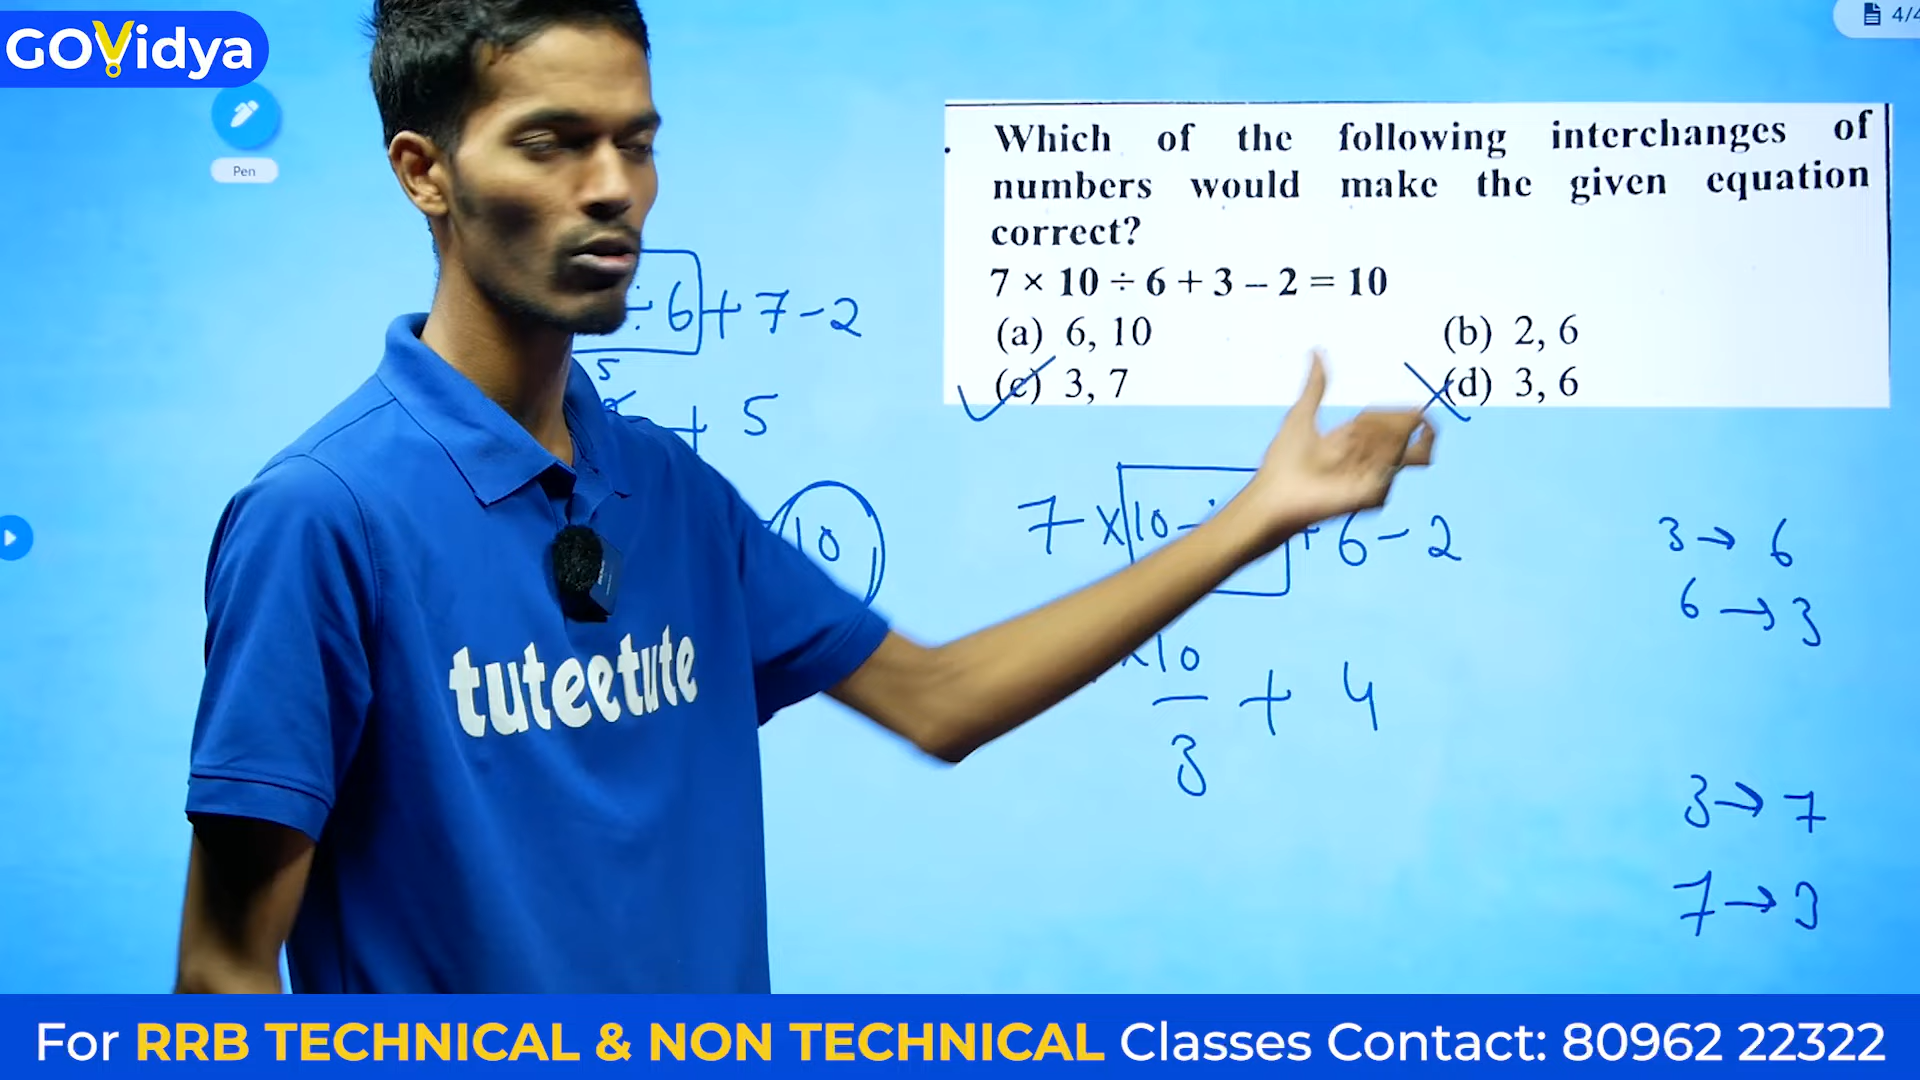 GOVidya
4/4
Pen
Which of the following interchanges of
numbers would make the given equation
correct?
7 × 10 ÷ 6 + 3 – 2 = 10
(a) 6, 10 (b) 2, 6
(c) 3, 7 (d) 3, 6
÷ 6 + 7 - 2
5
+ 5
10
7 × 10 ÷ + 6 - 2
× 10
3 + 4
3 → 6
6 → 3
3 → 7
7 → 3
tuteetute
For RRB TECHNICAL & NON TECHNICAL Classes Contact: 80962 22322